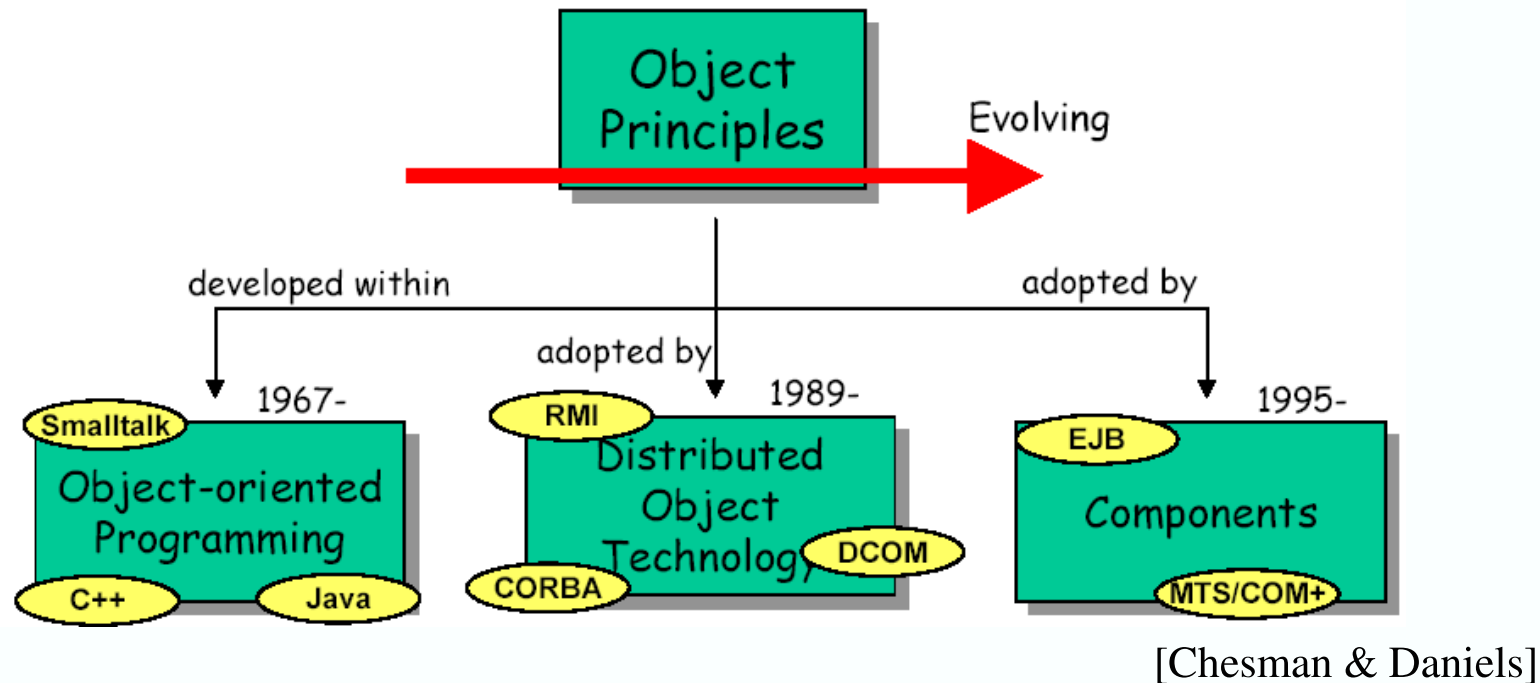 Object
Principles
Evolving
developed within
adopted by
adopted by
1967-
1989-
1995-
Smalltalk
Object-oriented
Programming
C++
Java
RMI
Distributed
Object
Technology
DCOM
CORBA
EJB
Components
MTS/COM+
[Chesman & Daniels]